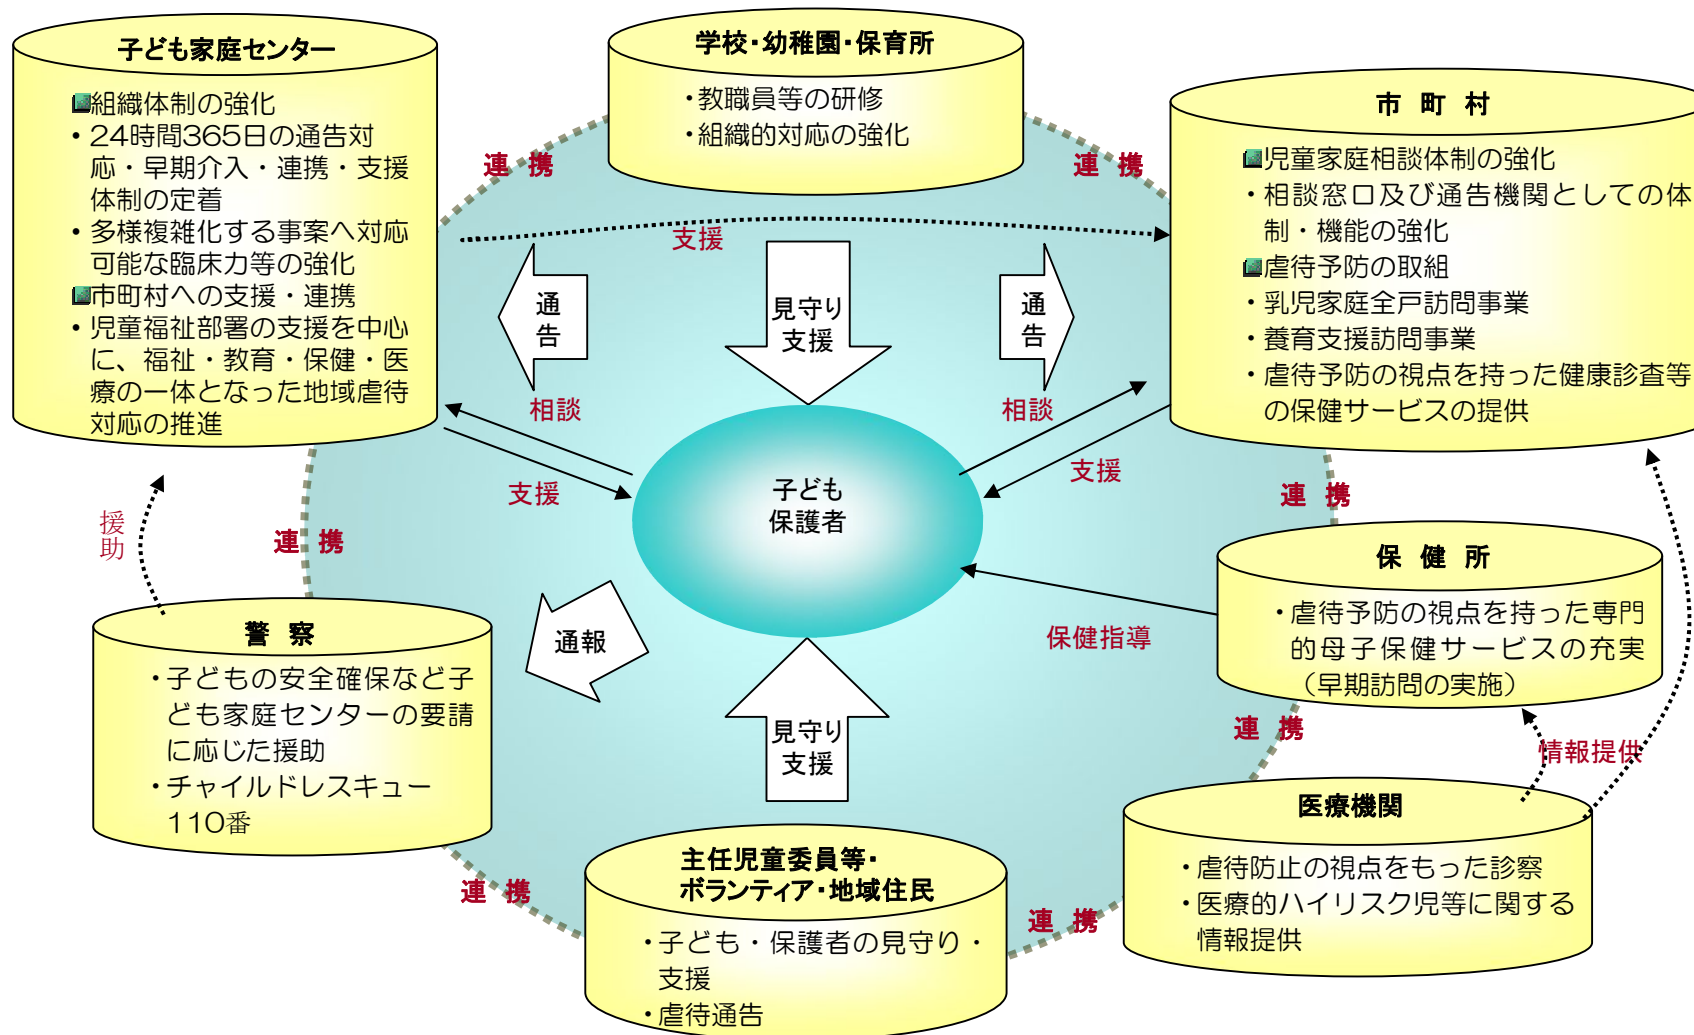 子ども家庭センター
組織体制の強化
・24時間365日の通告対
応・早期介入・連携・支援
体制の定着
・多様複雑化する事案へ対応
可能な臨床力等の強化
市町村への支援・連携
・児童福祉部署の支援を中心
に、福祉・教育・保健・医
療の一体となった地域虐待
対応の推進
学校・幼稚園・保育所
・教職員等の研修
・組織的対応の強化
市 町 村
児童家庭相談体制の強化
・相談窓口及び通告機関としての体
制・機能の強化
虐待予防の取組
・乳児家庭全戸訪問事業
・養育支援訪問事業
・虐待予防の視点を持った健康診査等
の保健サービスの提供
連 携
連 携
支援
通
告
見守り
支援
通
告
相談
相談
支援
支援
子ども
保護者
援
助
連 携
連 携
警 察
・子どもの安全確保など子
ども家庭センターの要請
に応じた援助
・チャイルドレスキュー
110番
通報
保健指導
保 健 所
・虐待予防の視点を持った専門
的母子保健サービスの充実
（早期訪問の実施）
見守り
支援
連 携
情報提供
医療機関
・虐待防止の視点をもった診察
・医療的ハイリスク児等に関する
情報提供
連 携
連 携
主任児童委員等・
ボランティア・地域住民
・子ども・保護者の見守り・
支援
・虐待通告